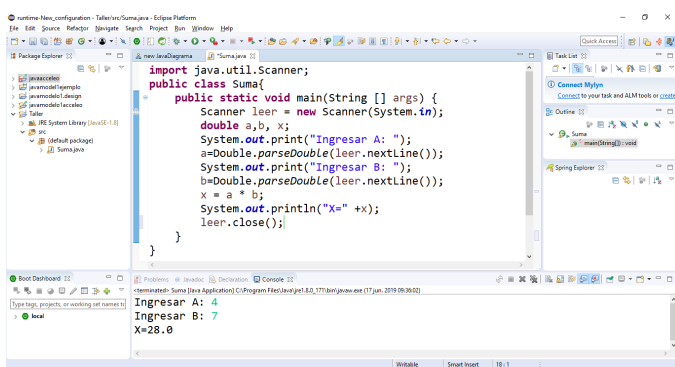 runtime-New_configuration - Taller/src/Suma.java - Eclipse Platform
File Edit Source Refactor Navigate Search Project Run Window Help
Quick Access
Package Explorer
javaacceleo
javamodel1ejemplo
javamodelo1.design
javamodelo1acceleo
Taller
JRE System Library [JavaSE-1.8]
src
(default package)
Suma.java
new JavaDiagrama
*Suma.java
import java.util.Scanner;
public class Suma{
public static void main(String [] args) {
Scanner leer = new Scanner(System.in);
double a,b, x;
System.out.print("Ingresar A: ");
a=Double.parseDouble(leer.nextLine());
System.out.print("Ingresar B: ");
b=Double.parseDouble(leer.nextLine());
x = a * b;
System.out.println("X=" +x);
leer.close();
}
}
Task List
Connect Mylyn
Connect to your task and ALM tools or create
Outline
Suma
main(String[]) : void
Spring Explorer
Boot Dashboard
Type tags, projects, or working set names to
local
Problems Javadoc Declaration Console
<terminated> Suma [Java Application] C:\Program Files\Java\jre1.8.0_171\bin\javaw.exe (17 jun. 2019 09:36:02)
Ingresar A: 4
Ingresar B: 7
X=28.0
Writable Smart Insert 18 : 1